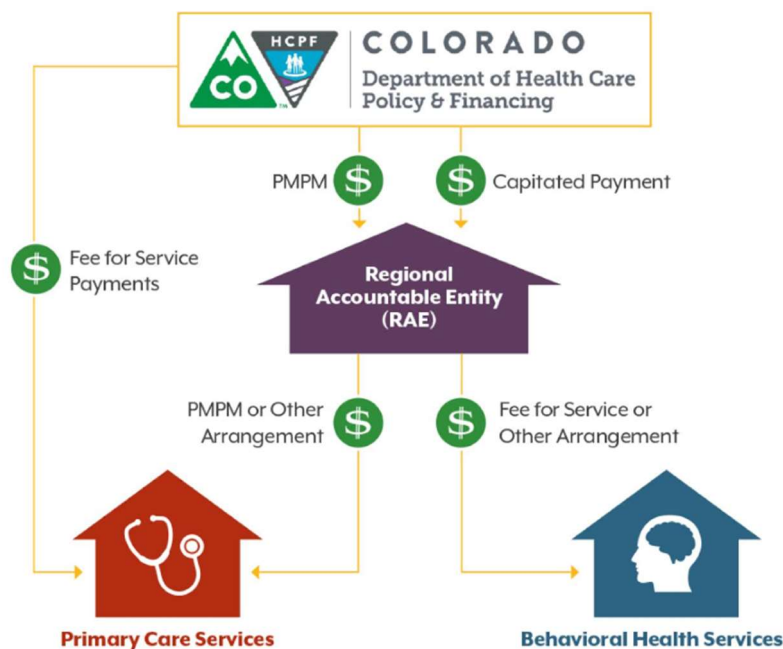 CO
TM
HCPF
COLORADO
Department of Health Care
Policy & Financing
PMPM
$
$
Capitated Payment
$
Fee for Service
Payments
Regional
Accountable Entity
(RAE)
PMPM or Other
Arrangement
$
$
Fee for Service or
Other Arrangement
Primary Care Services
Behavioral Health Services